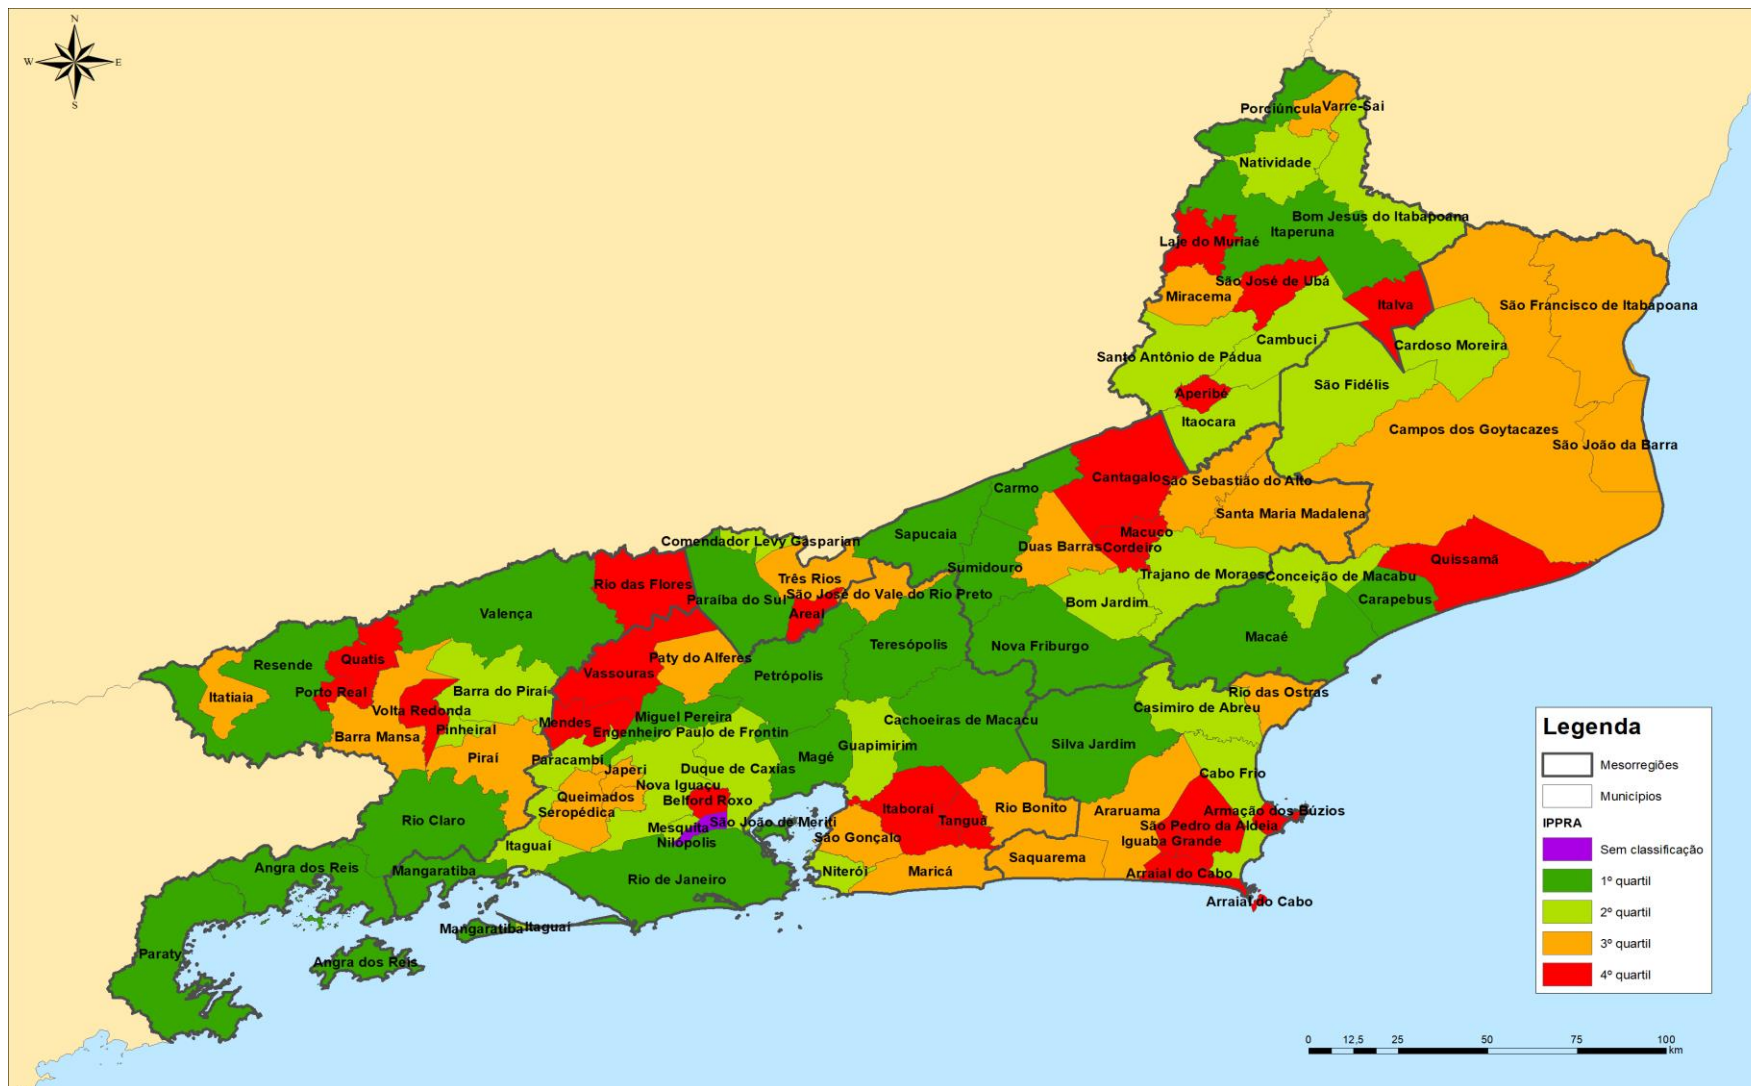 N
W
E
S
Porciúncula
Varre-Sai
Natividade
Bom Jesus do Itabapoana
Itaperuna
Laje do Muriaé
São José de Ubá
Miracema
Italva
São Francisco de Itabapoana
Cambuci
Cardoso Moreira
Santo Antônio de Pádua
São Fidélis
Aperibé
Itaocara
Campos dos Goytacazes
São João da Barra
Cantagalo
São Sebastião do Alto
Carmo
Santa Maria Madalena
Macuco
Sapucaia
Comendador Levy Gasparian
Duas Barras
Cordeiro
Quissamã
Sumidouro
Trajano de Moraes
Conceição de Macabu
Três Rios
Rio das Flores
São José do Vale do Rio Preto
Paraíba do Sul
Areal
Carapebus
Bom Jardim
Valença
Macaé
Teresópolis
Nova Friburgo
Paty do Alferes
Quatis
Resende
Vassouras
Petrópolis
Porto Real
Barra do Piraí
Itatiaia
Rio das Ostras
Casimiro de Abreu
Volta Redonda
Miguel Pereira
Mendes
Cachoeiras de Macacu
Pinheiral
Engenheiro Paulo de Frontin
Barra Mansa
Silva Jardim
Guapimirim
Piraí
Magé
Paracambi
Japeri
Duque de Caxias
Cabo Frio
Nova Iguaçu
Queimados
Belford Roxo
Seropédica
Itaboraí
Rio Bonito
Araruama
Armação dos Búzios
Rio Claro
Tanguá
São João de Meriti
São Pedro da Aldeia
Mesquita
São Gonçalo
Iguaba Grande
Nilópolis
Itaguaí
Saquarema
Angra dos Reis
Mangaratiba
Niterói
Maricá
Arraial do Cabo
Rio de Janeiro
Arraial do Cabo
Mangaratiba
Itaguaí
Paraty
Angra dos Reis
Legenda
Mesorregiões
Municípios
IPPRA
Sem classificação
1º quartil
2º quartil
3º quartil
4º quartil
0 12,5 25 50 75 100
km